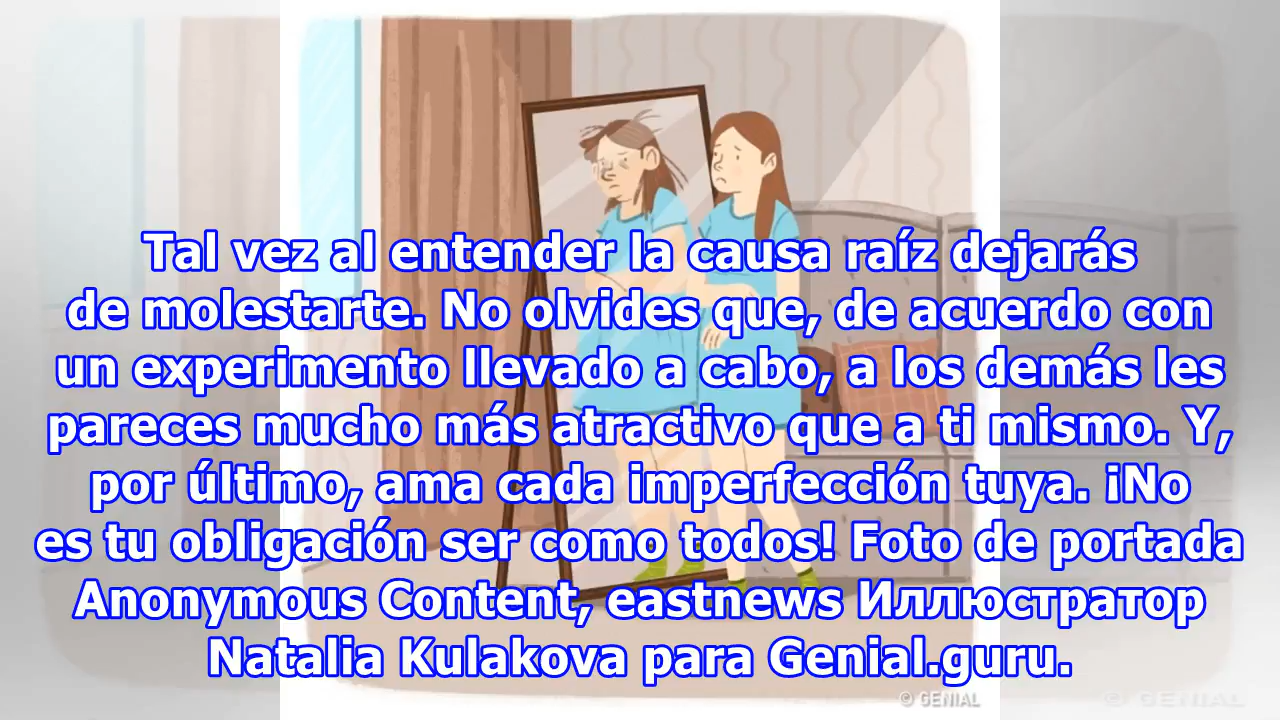 Tal vez al entender la causa raíz dejarás
de molestarte. No olvides que, de acuerdo con
un experimento llevado a cabo, a los demás les
pareces mucho más atractivo que a ti mismo. Y,
por último, ama cada imperfección tuya. ¡No
es tu obligación ser como todos! Foto de portada
Anonymous Content, eastnews Иллюстратор
Natalia Kulakova para Genial.guru.
© GENIAL
© GENIAL